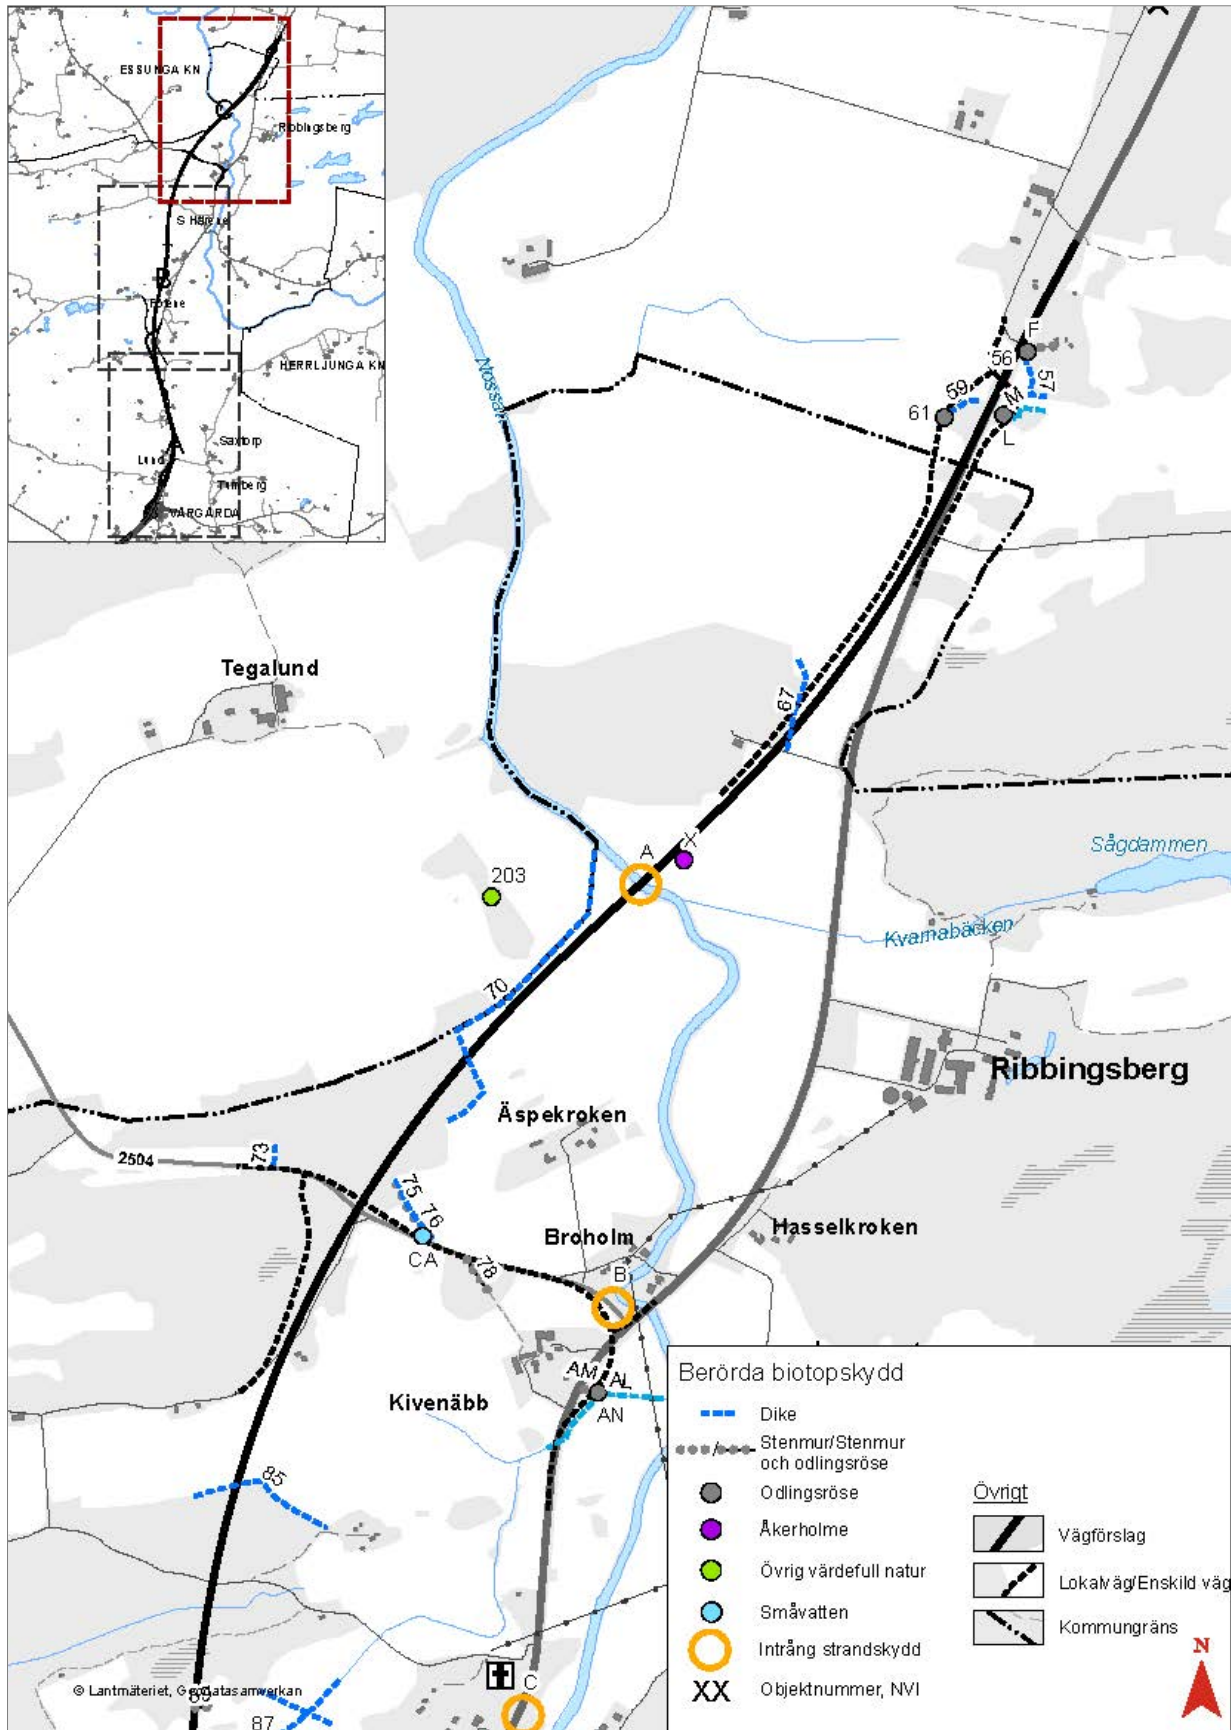 ESSUNGA KN
Ribbingsberg
S Härene
B
Fötene
HERRLJUNGA KN
A
Saxtorp
Lund
Tumberg
VÅRGÅRDA
Nossan
F
56
57
59
M
61
L
Tegalund
67
A
X
Sågdammen
203
Kvarnabäcken
70
Ribbingsberg
Äspekroken
2504
73
75
76
Hasselkroken
Broholm
CA
78
B
AM
AL
AN
Kivenäbb
85
C
© Lantmäteriet, Geodatasamverkan
87
Berörda biotopskydd
Dike
Stenmur/Stenmur
och odlingsröse
Odlingsröse
Åkerholme
Övrig värdefull natur
Småvatten
Intrång strandskydd
XX Objektnummer, NVI
Övrigt
Vägförslag
Lokalväg/Enskild väg
Kommungräns
N